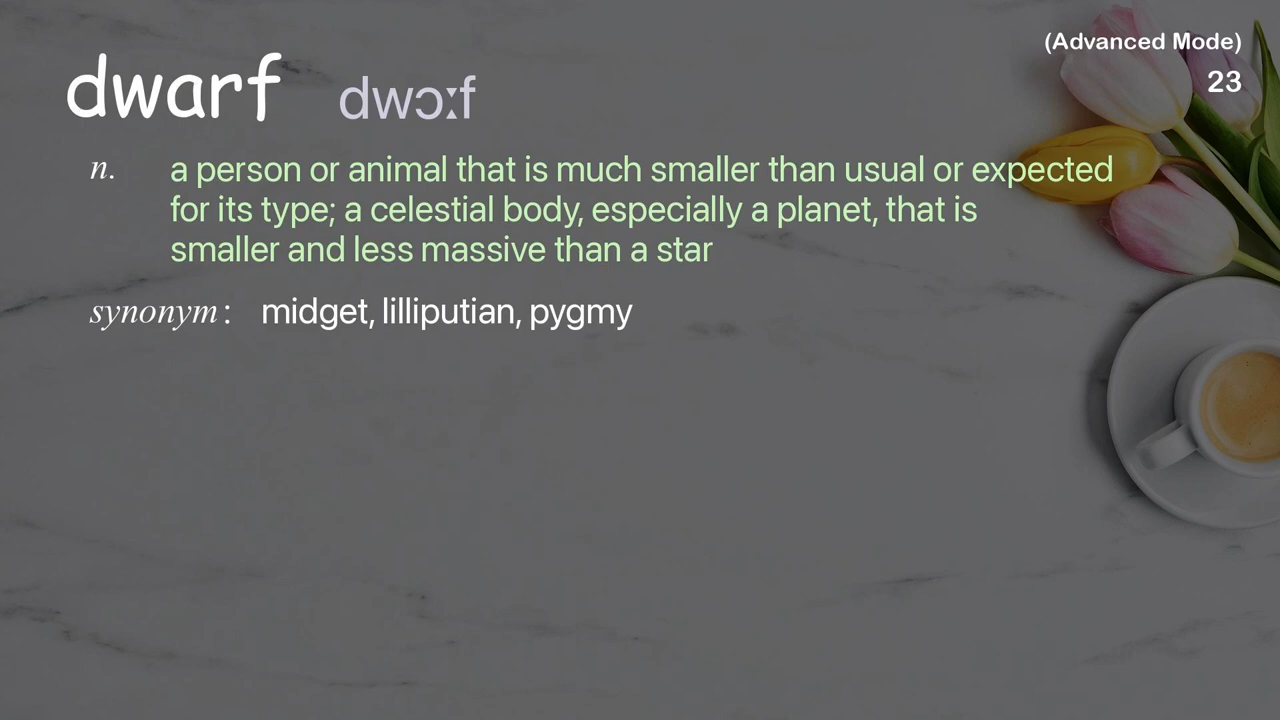 (Advanced Mode)
23
dwarf dwɔːf
n. a person or animal that is much smaller than usual or expected
for its type; a celestial body, especially a planet, that is
smaller and less massive than a star
synonym : midget, lilliputian, pygmy